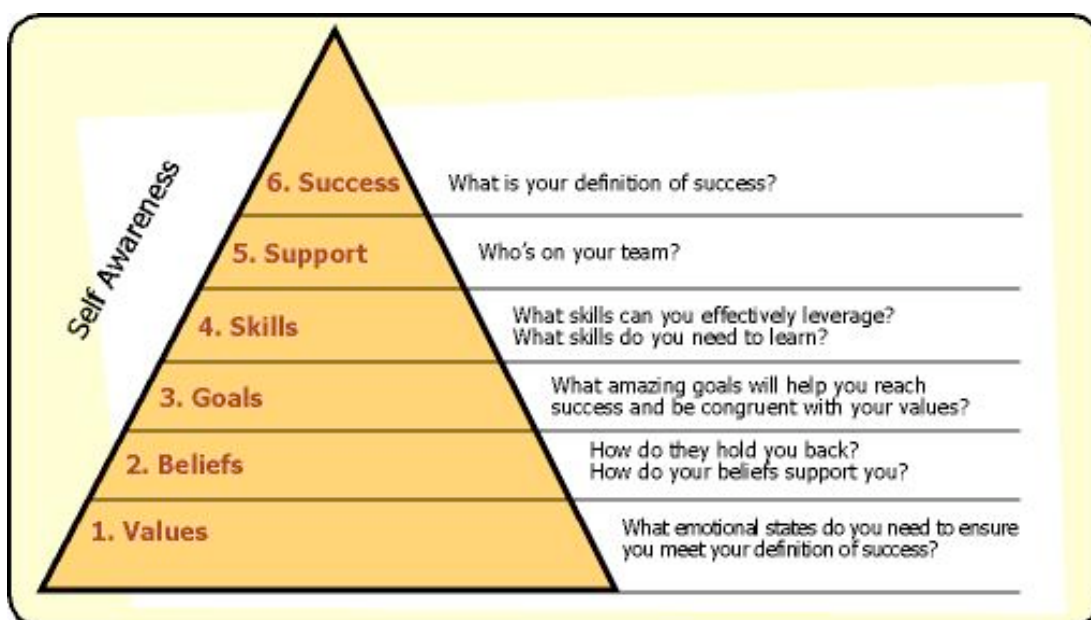 Self Awareness
6. Success
What is your definition of success?
5. Support
Who's on your team?
4. Skills
What skills can you effectively leverage?
What skills do you need to learn?
3. Goals
What amazing goals will help you reach
success and be congruent with your values?
2. Beliefs
How do they hold you back?
How do your beliefs support you?
1. Values
What emotional states do you need to ensure
you meet your definition of success?